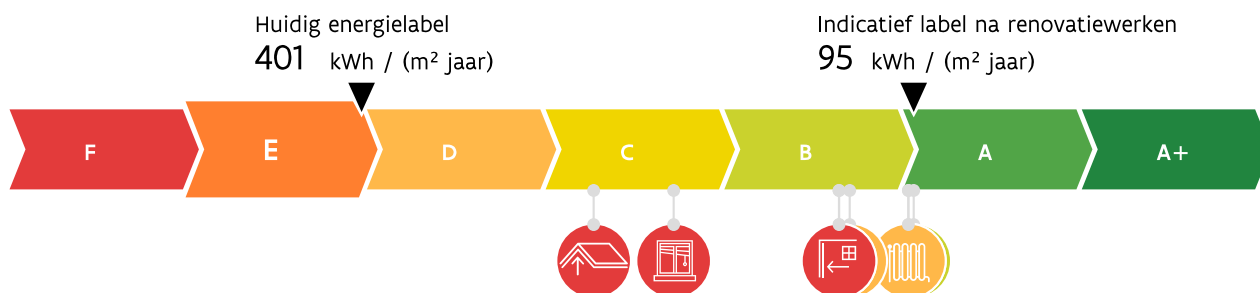 Huidig energielabel
401 kWh / (m² jaar)
Indicatief label na renovatiewerken
95 kWh / (m² jaar)
F E D C B A A+